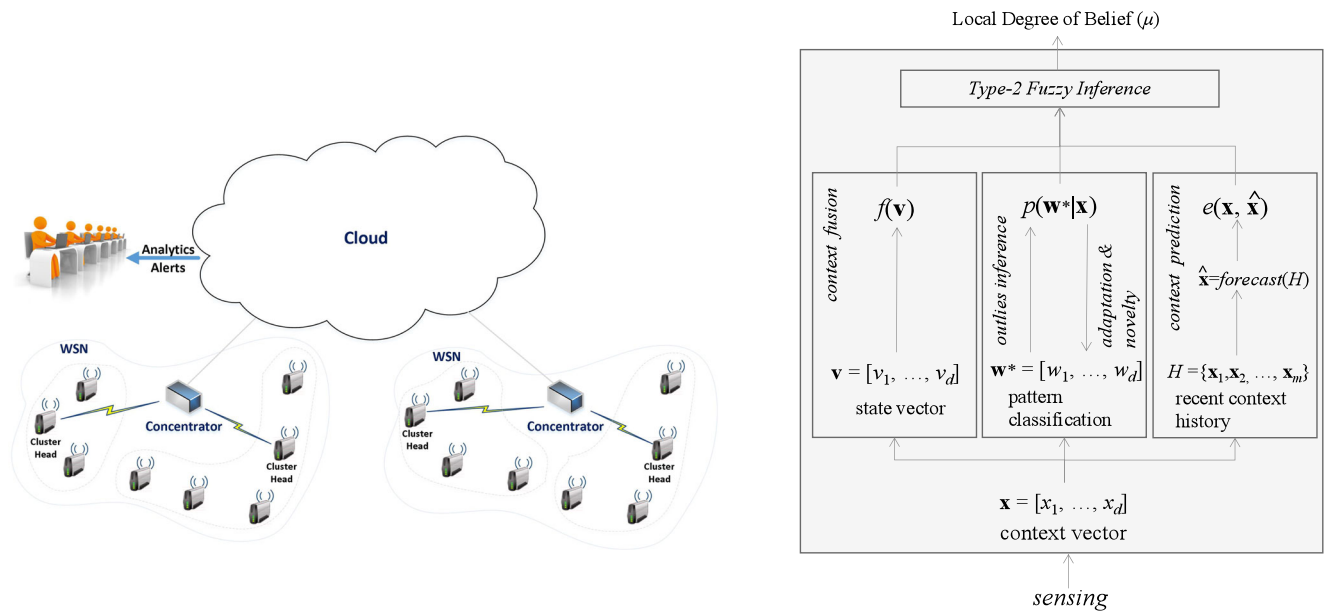 Cloud
Analytics
Alerts
WSN
Concentrator
Cluster
Head
Cluster
Head
WSN
Concentrator
Cluster
Head
Cluster
Head
Local Degree of Belief (μ)
Type-2 Fuzzy Inference
context fusion
f(v)
v = [v1, …, vd]
state vector
outlies inference
p(w*|x)
adaptation &
novelty
w* = [w1, …, wd]
pattern
classification
context prediction
e(x, x̂)
x̂=forecast(H)
H = {x1,x2, …, xm}
recent context
history
x = [x1, …, xd]
context vector
sensing